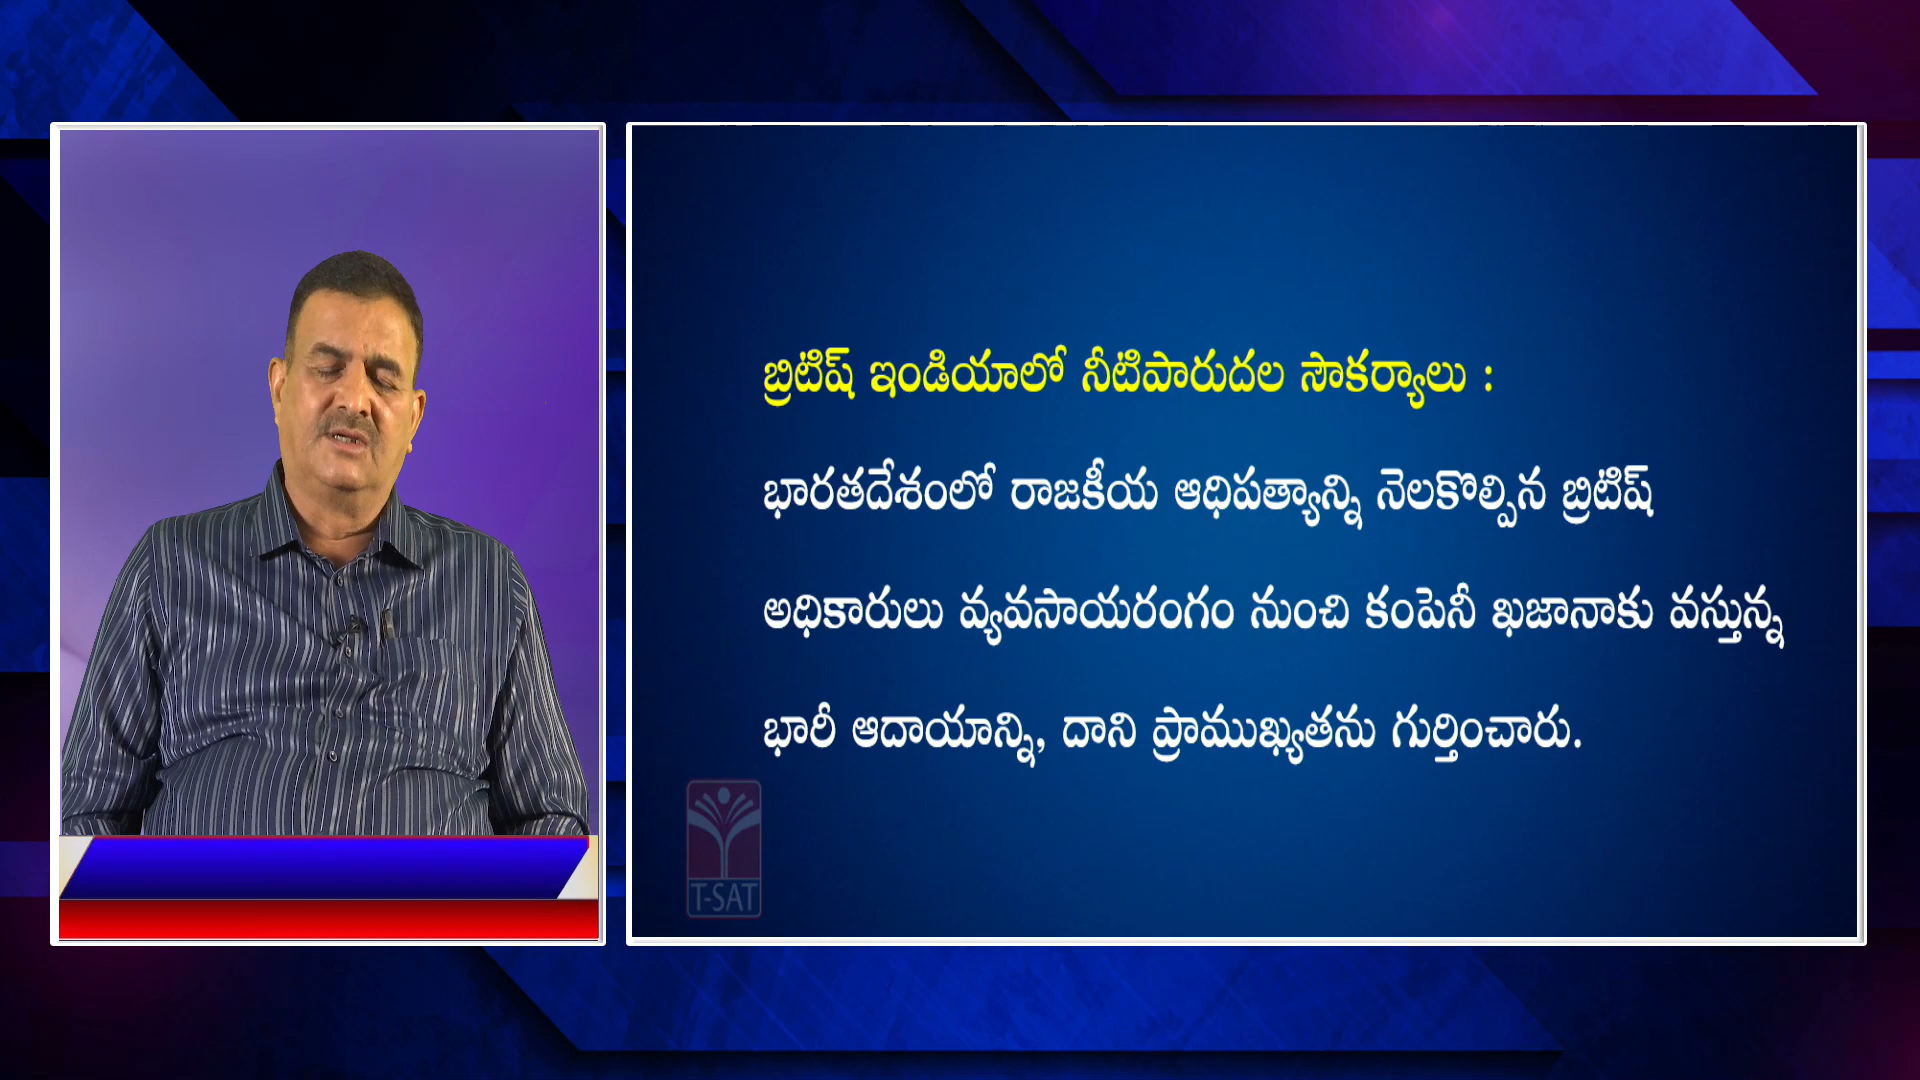 బ్రిటిష్ ఇండియాలో నీటిపారుదల సౌకర్యాలు :
భారతదేశంలో రాజకీయ ఆధిపత్యాన్ని నెలకొల్పిన బ్రిటిష్
అధికారులు వ్యవసాయరంగం నుంచి కంపెనీ ఖజానాకు వస్తున్న
భారీ ఆదాయాన్ని, దాని ప్రాముఖ్యతను గుర్తించారు.
T-SAT